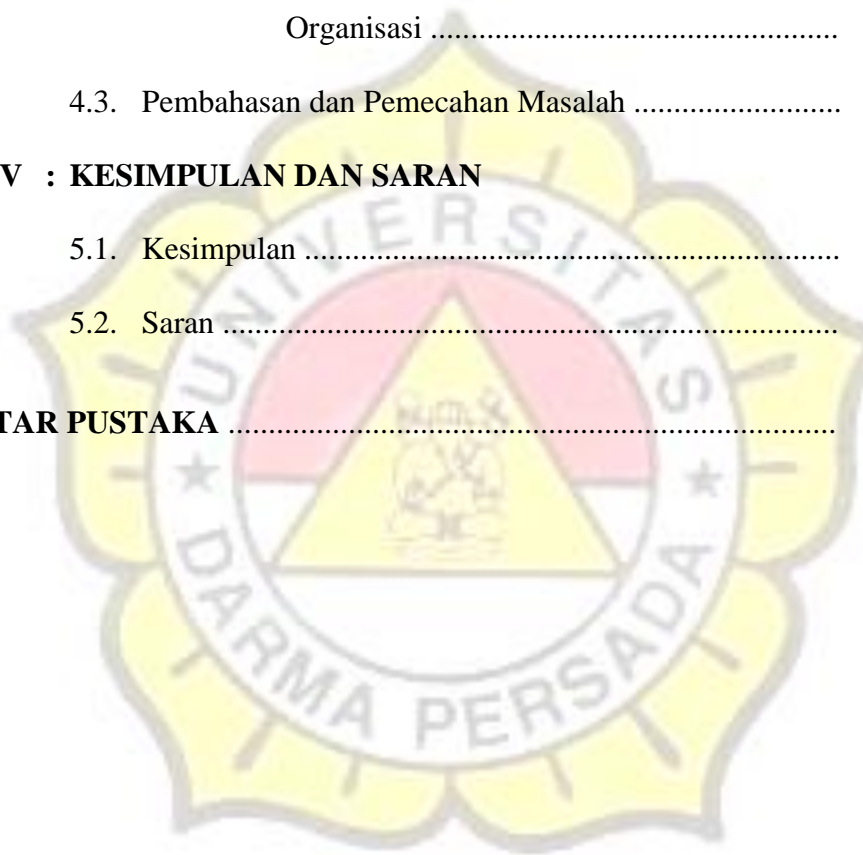 Organisasi ...................................................
4.3. Pembahasan dan Pemecahan Masalah ..........................
V : KESIMPULAN DAN SARAN
5.1. Kesimpulan ...................................................................
5.2. Saran .............................................................................
TAR PUSTAKA ............................................................................
UNIVERSITAS
DARMA PERSADA